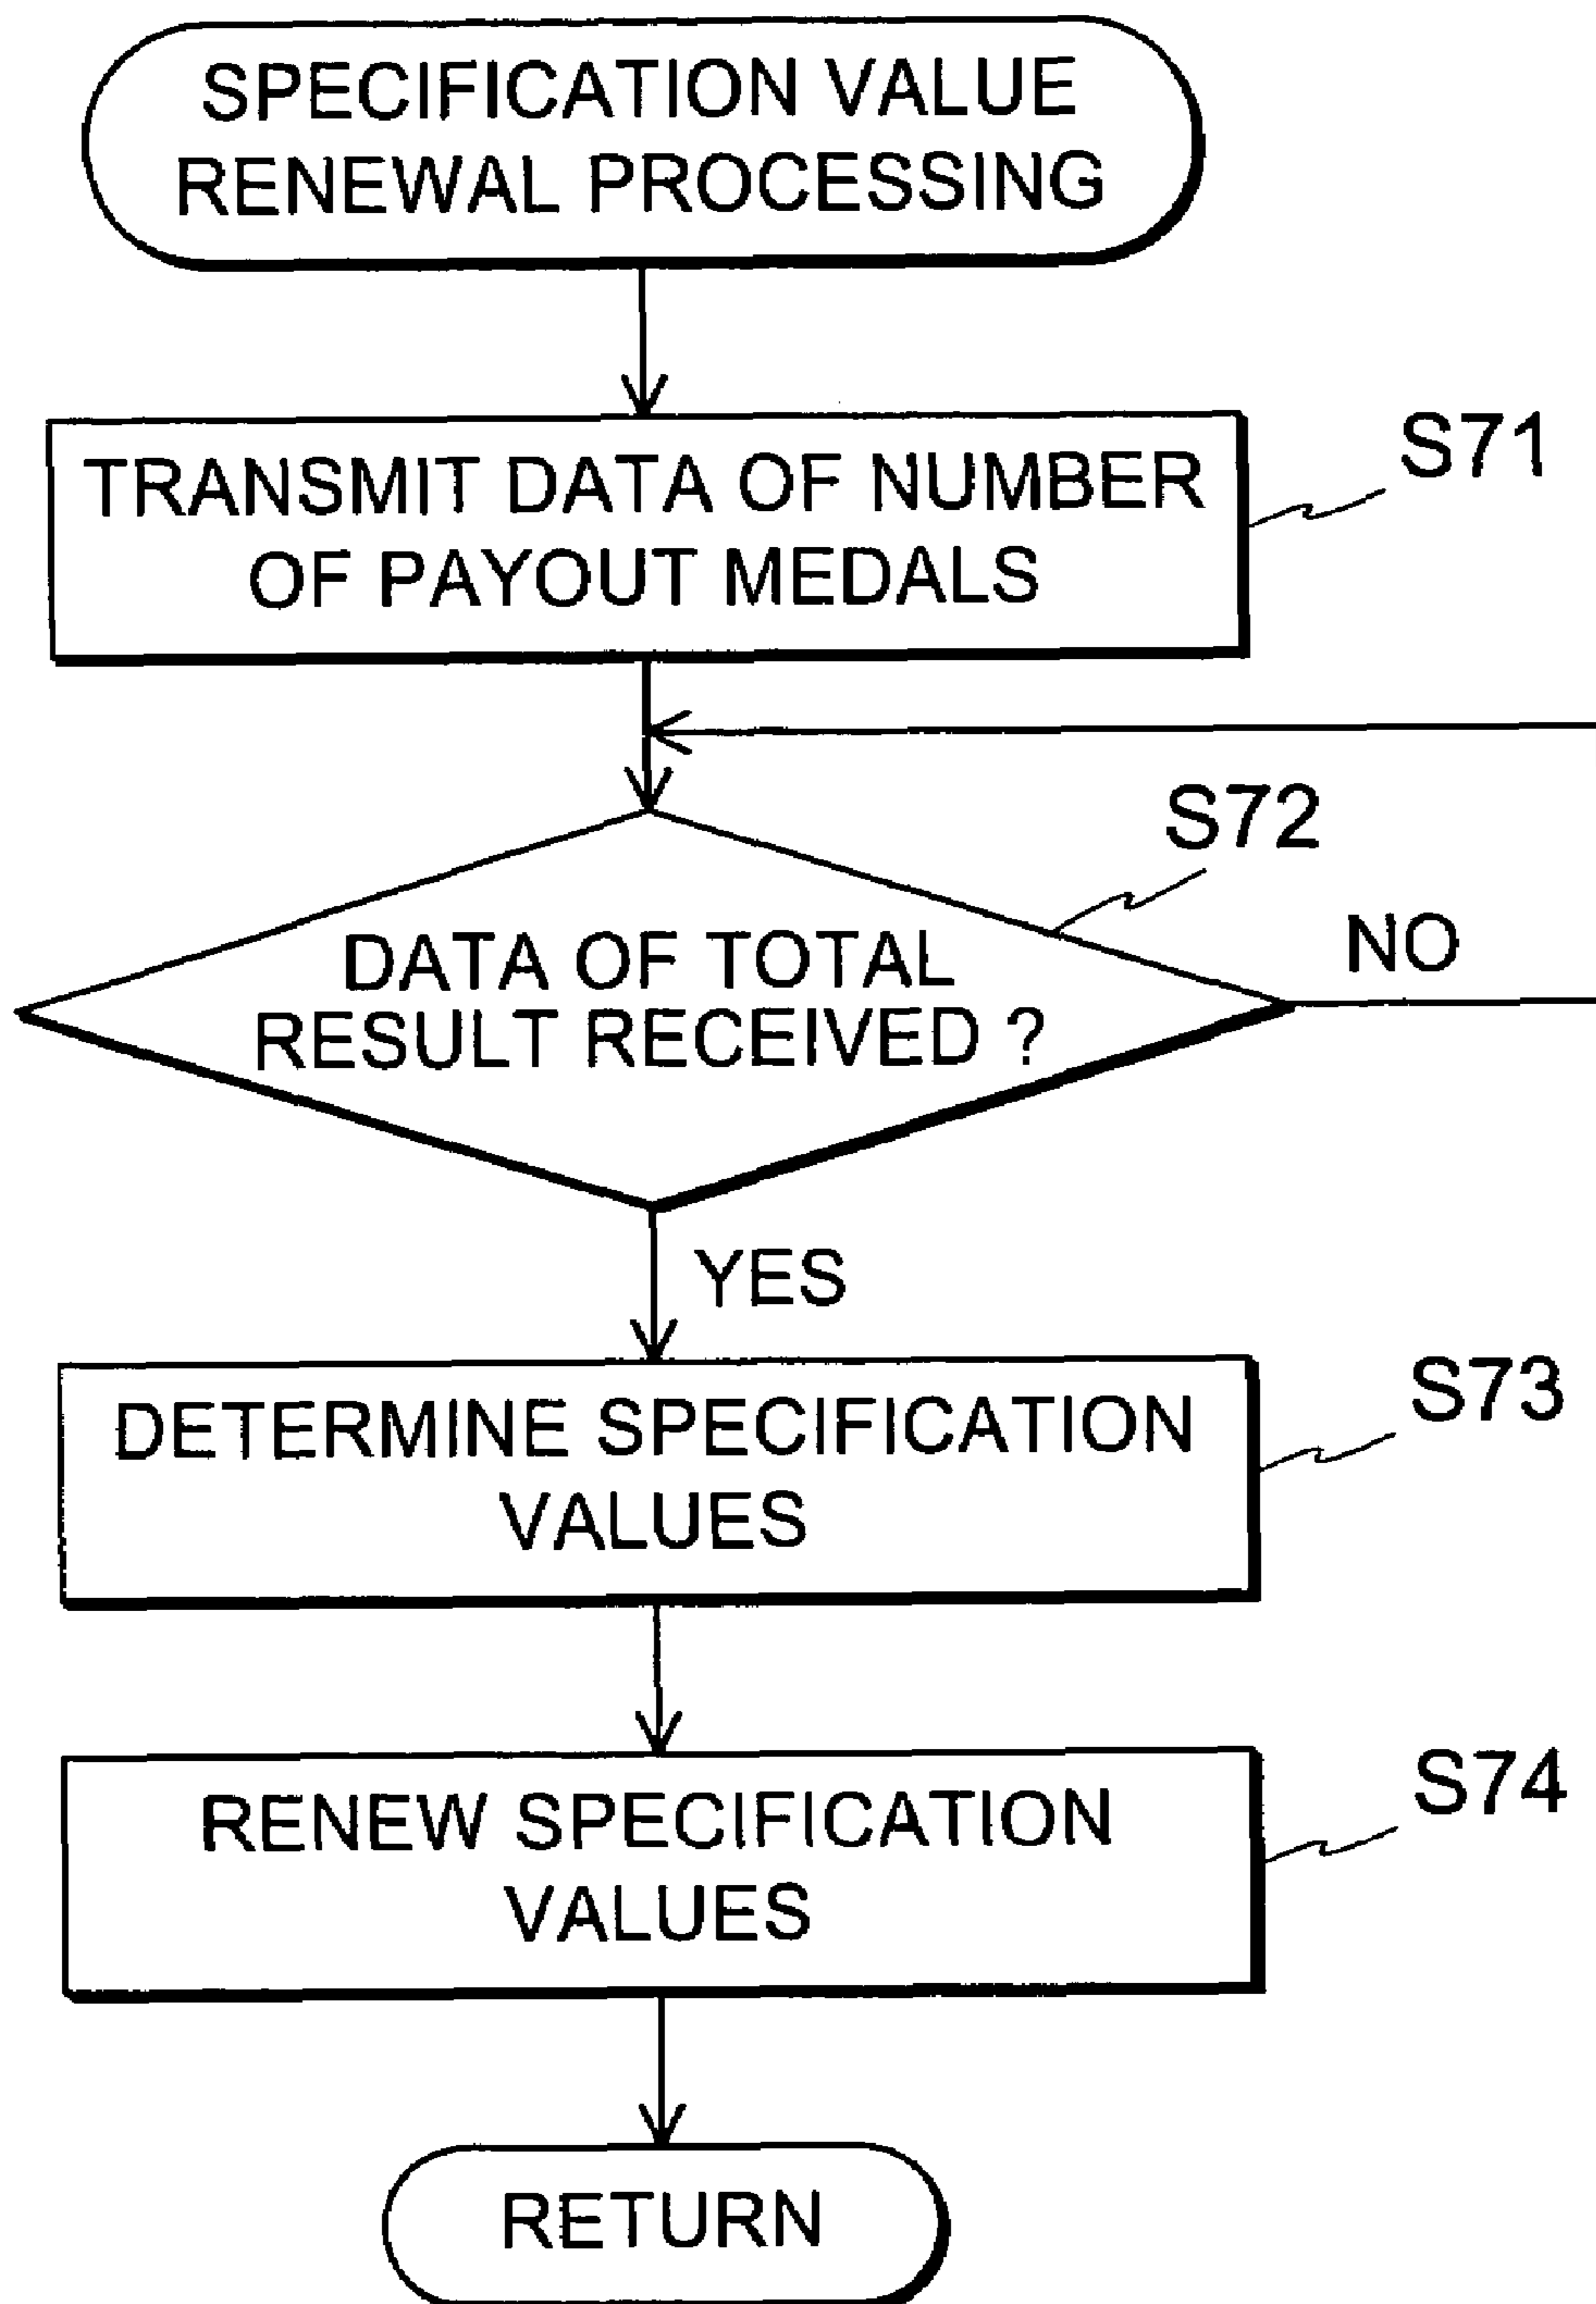 SPECIFICATION VALUE
RENEWAL PROCESSING
S71
TRANSMIT DATA OF NUMBER
OF PAYOUT MEDALS
S72
NO
DATA OF TOTAL
RESULT RECEIVED ?
YES
S73
DETERMINE SPECIFICATION
VALUES
S74
RENEW SPECIFICATION
VALUES
RETURN